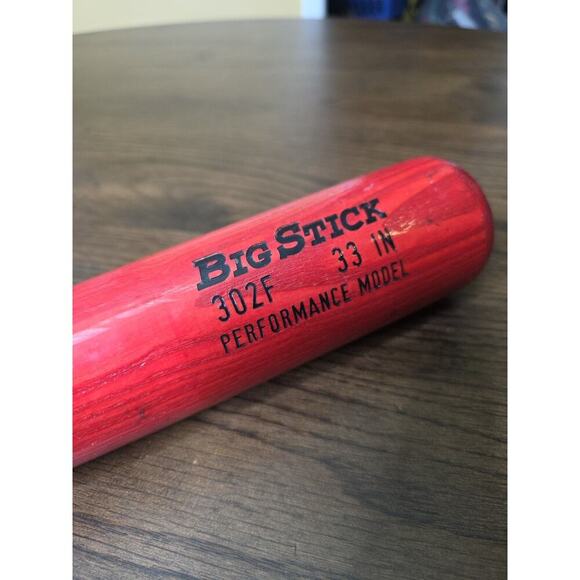 BIG STICK
302F 33 IN
PERFORMANCE MODEL